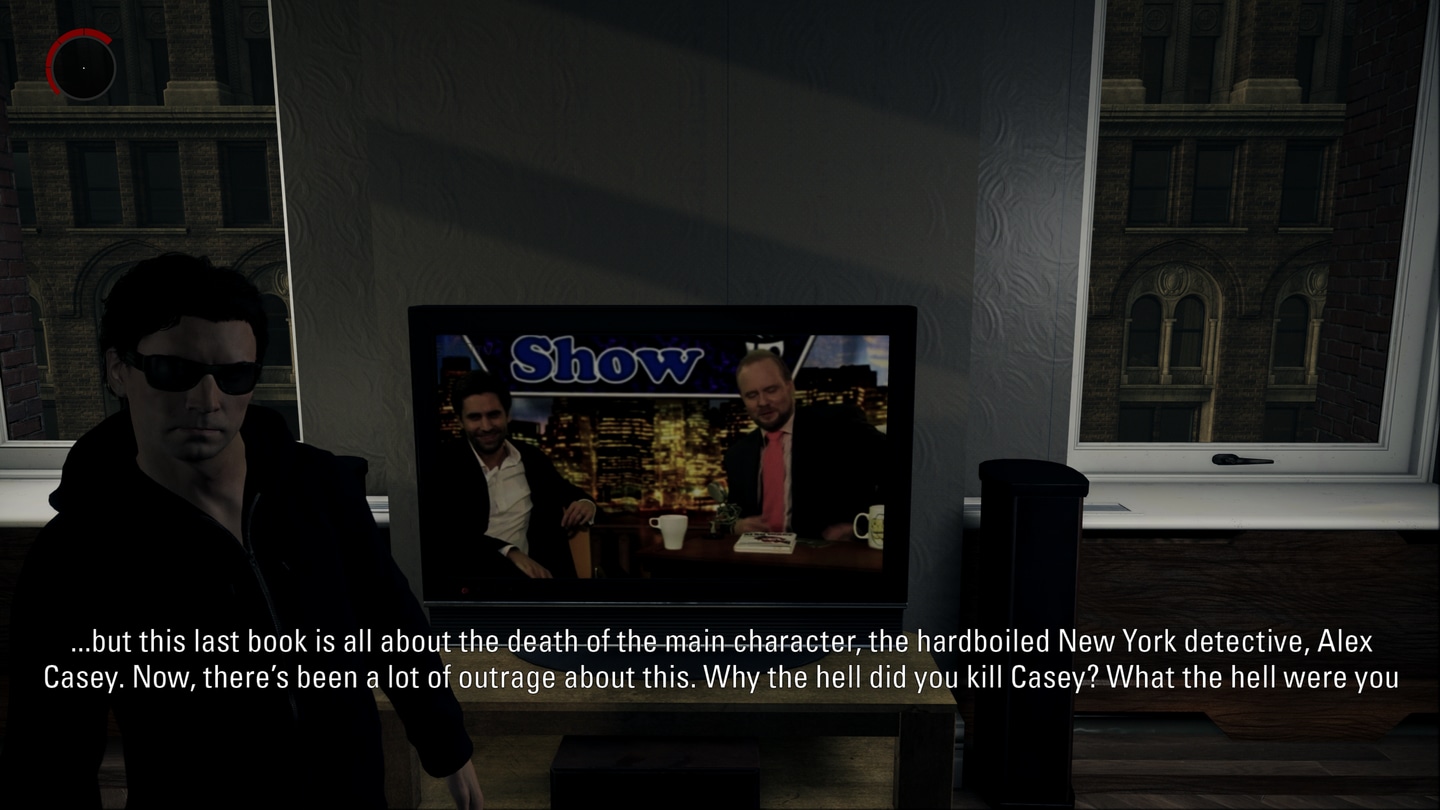 Show
...but this last book is all about the death of the main character, the hardboiled New York detective, Alex
Casey. Now, there's been a lot of outrage about this. Why the hell did you kill Casey? What the hell were you